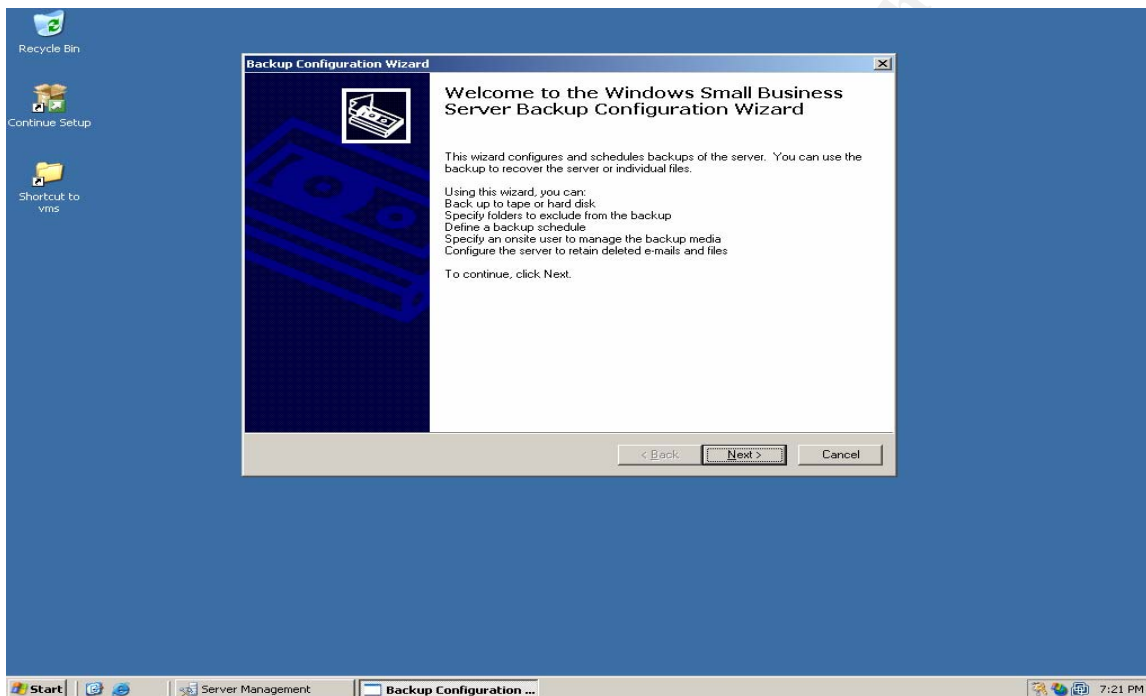 Recycle Bin
Continue Setup
Shortcut to
vms
Backup Configuration Wizard
Welcome to the Windows Small Business
Server Backup Configuration Wizard
This wizard configures and schedules backups of the server. You can use the
backup to recover the server or individual files.
Using this wizard, you can:
Back up to tape or hard disk
Specify folders to exclude from the backup
Define a backup schedule
Specify an onsite user to manage the backup media
Configure the server to retain deleted e-mails and files
To continue, click Next.
< Back
Next >
Cancel
Start
Server Management
Backup Configuration ...
7:21 PM